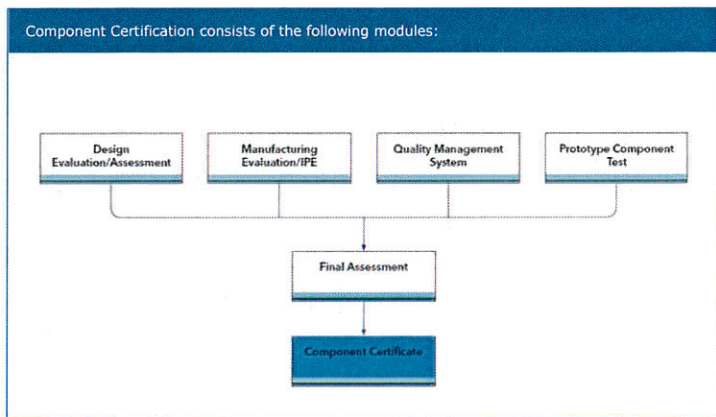 Component Certification consists of the following modules:
Design
Evaluation/Assessment
Manufacturing
Evaluation/IPE
Quality Management
System
Prototype Component
Test
Final Assessment
Component Certificate